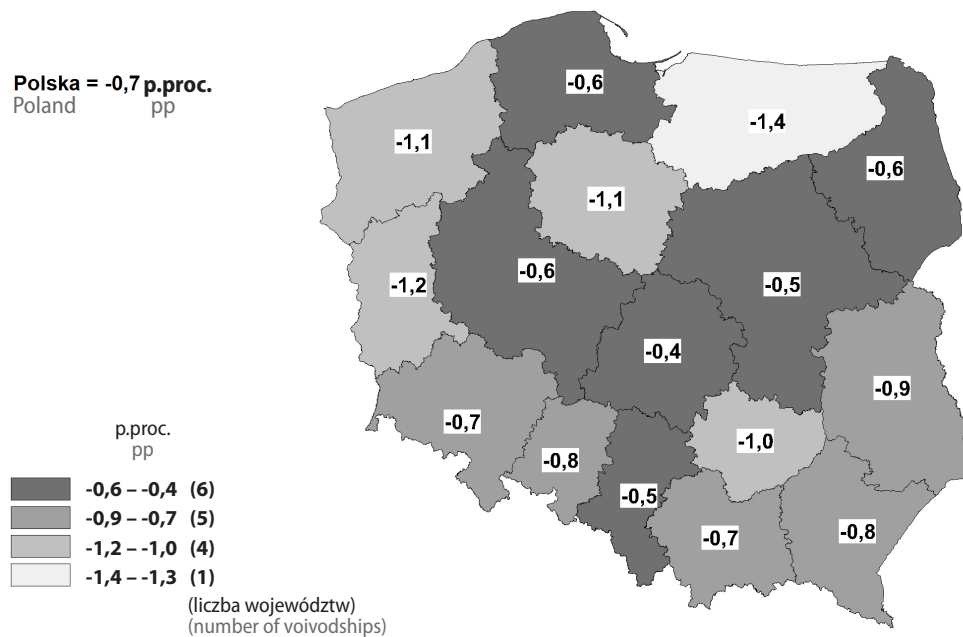 Polska = -0,7 p.proc.
Poland pp
-0,6
-1,4
-1,1
-0,6
-1,1
-0,6
-1,2
-0,5
-0,4
-0,9
-0,7
-1,0
-0,8
-0,5
-0,7
-0,8
p.proc.
pp
-0,6 – -0,4 (6)
-0,9 – -0,7 (5)
-1,2 – -1,0 (4)
-1,4 – -1,3 (1)
(liczba województw)
(number of voivodships)